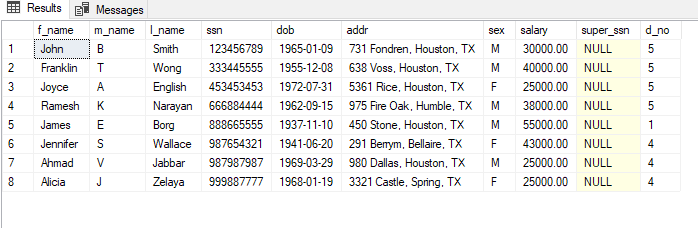 Results Messages
f_name m_name l_name ssn dob addr sex salary super_ssn d_no
1 John B Smith 123456789 1965-01-09 731 Fondren, Houston, TX M 30000.00 NULL 5
2 Franklin T Wong 333445555 1955-12-08 638 Voss, Houston, TX M 40000.00 NULL 5
3 Joyce A English 453453453 1972-07-31 5361 Rice, Houston, TX F 25000.00 NULL 5
4 Ramesh K Narayan 666884444 1962-09-15 975 Fire Oak, Humble, TX M 38000.00 NULL 5
5 James E Borg 888665555 1937-11-10 450 Stone, Houston, TX M 55000.00 NULL 1
6 Jennifer S Wallace 987654321 1941-06-20 291 Berrym, Bellaire, TX F 43000.00 NULL 4
7 Ahmad V Jabbar 987987987 1969-03-29 980 Dallas, Houston, TX M 25000.00 NULL 4
8 Alicia J Zelaya 999887777 1968-01-19 3321 Castle, Spring, TX F 25000.00 NULL 4